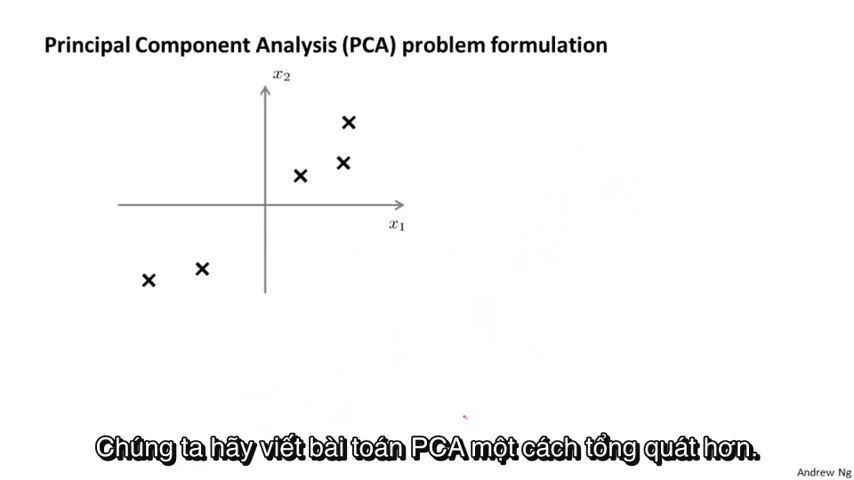 Principal Component Analysis (PCA) problem formulation
x₂
x₁
Chúng ta hãy viết bài toán PCA một cách tổng quát hơn.
Andrew Ng